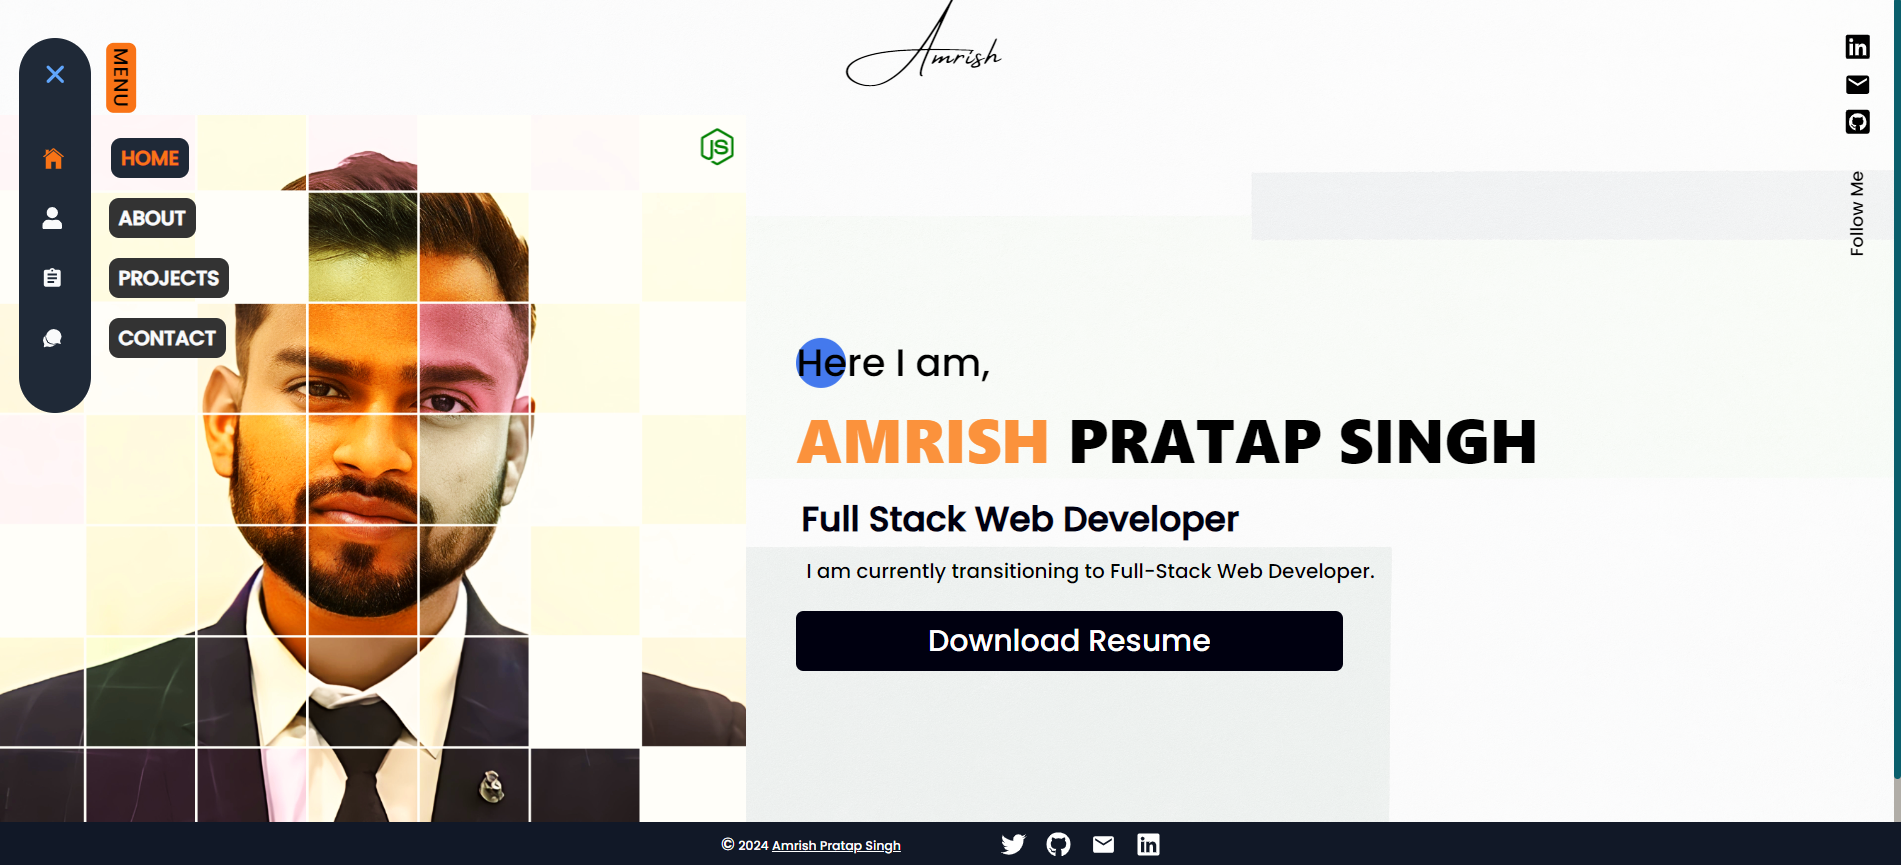 Amrish
MENU
HOME
ABOUT
PROJECTS
CONTACT
JS
Follow Me
Here I am,
AMRISH PRATAP SINGH
Full Stack Web Developer
I am currently transitioning to Full-Stack Web Developer.
Download Resume
© 2024 Amrish Pratap Singh